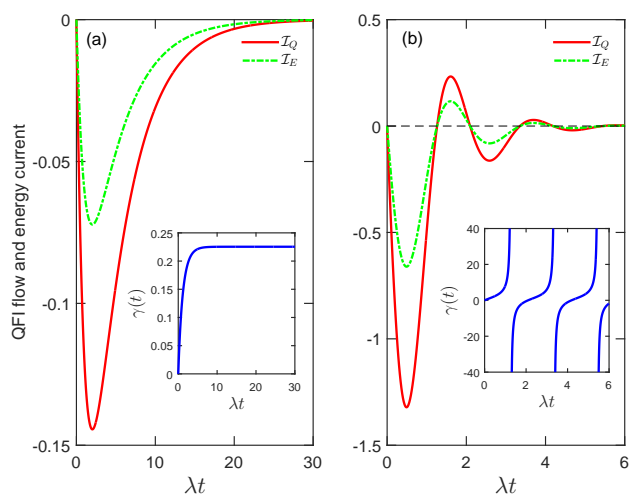 QFI flow and energy current
0
-0.05
-0.1
-0.15
(a)
𝓘_Q
𝓘_E
0.25
0.2
0.15
0.1
0.05
0
γ(t)
0 10 20 30
λt
0 10 20 30
λt
0.5
0
-0.5
-1
-1.5
(b)
𝓘_Q
𝓘_E
40
20
0
-20
-40
γ(t)
0 2 4 6
λt
0 2 4 6
λt